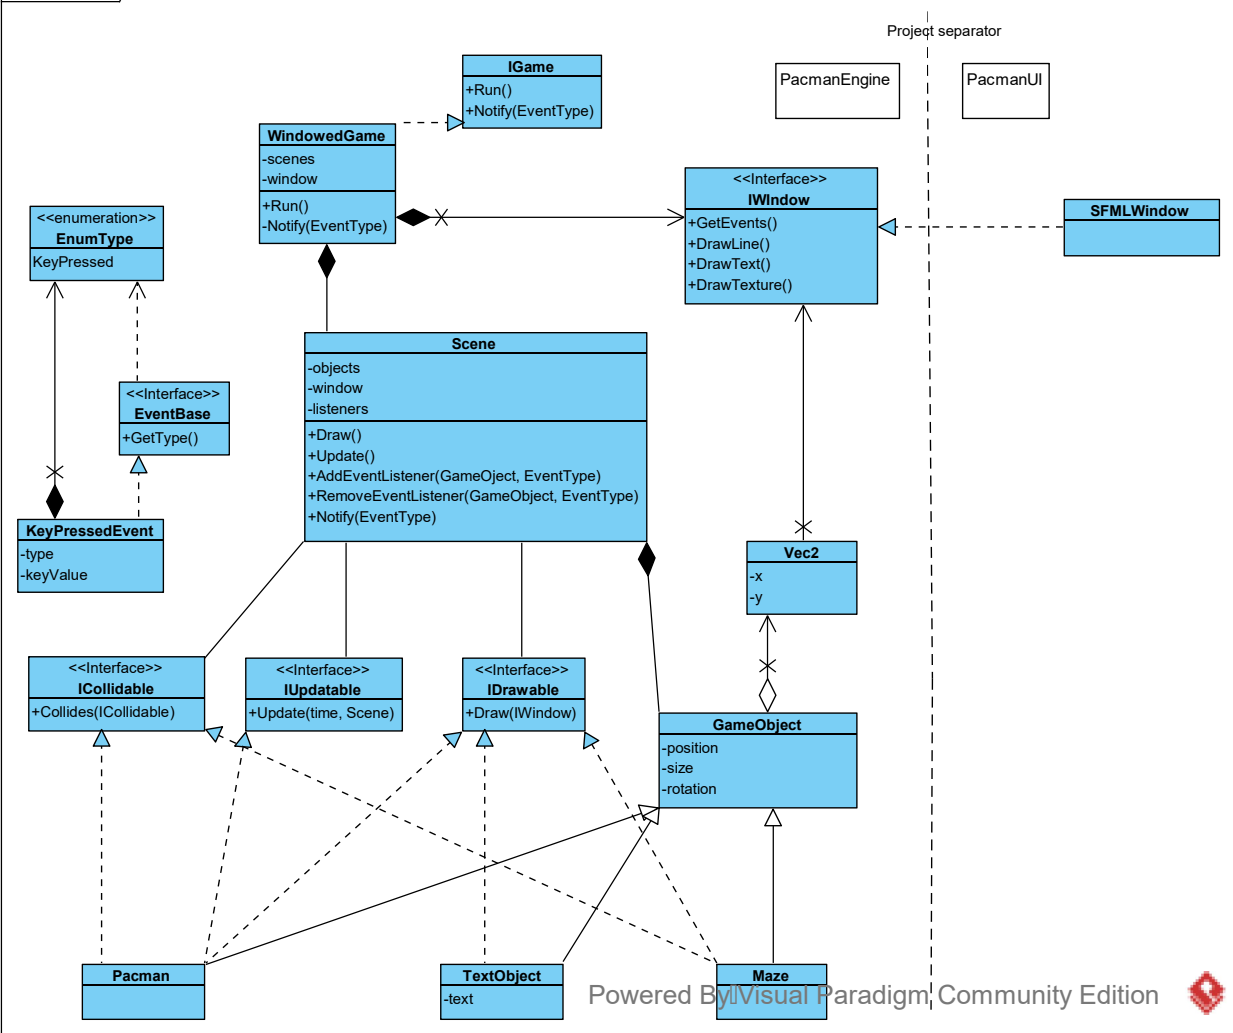 Project separator
PacmanEngine
PacmanUI
IGame
+Run()
+Notify(EventType)
WindowedGame
-scenes
-window
+Run()
-Notify(EventType)
<<Interface>>
IWIndow
+GetEvents()
+DrawLine()
+DrawText()
+DrawTexture()
SFMLWindow
<<enumeration>>
EnumType
KeyPressed
<<Interface>>
EventBase
+GetType()
KeyPressedEvent
-type
-keyValue
Scene
-objects
-window
-listeners
+Draw()
+Update()
+AddEventListener(GameOject, EventType)
+RemoveEventListener(GameObject, EventType)
+Notify(EventType)
Vec2
-x
-y
<<Interface>>
ICollidable
+Collides(ICollidable)
<<Interface>>
IUpdatable
+Update(time, Scene)
<<Interface>>
IDrawable
+Draw(IWindow)
GameObject
-position
-size
-rotation
Pacman
TextObject
-text
Maze
Powered By Visual Paradigm Community Edition